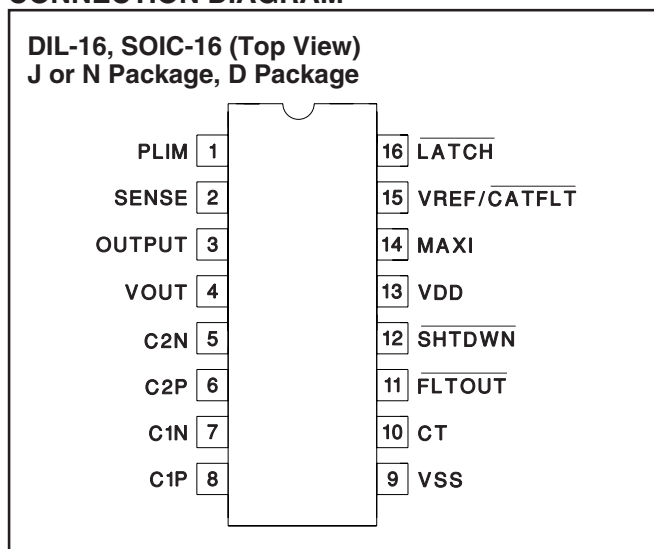 DIL-16, SOIC-16 (Top View)
J or N Package, D Package
PLIM 1 16 LATCH
SENSE 2 15 VREF/CATFLT
OUTPUT 3 14 MAXI
VOUT 4 13 VDD
C2N 5 12 SHTDWN
C2P 6 11 FLTOUT
C1N 7 10 CT
C1P 8 9 VSS